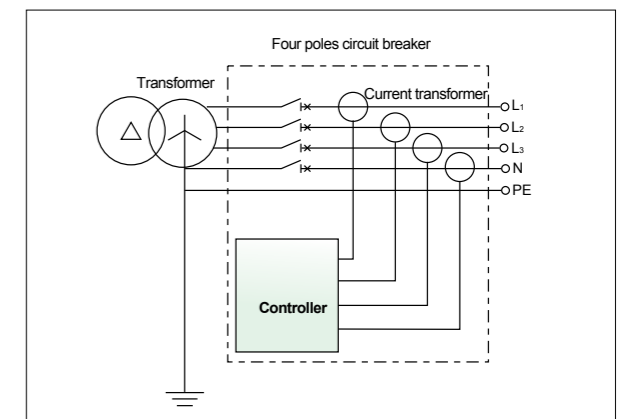 Four poles circuit breaker
Transformer
Current transformer
L₁
L₂
L₃
N
PE
Controller